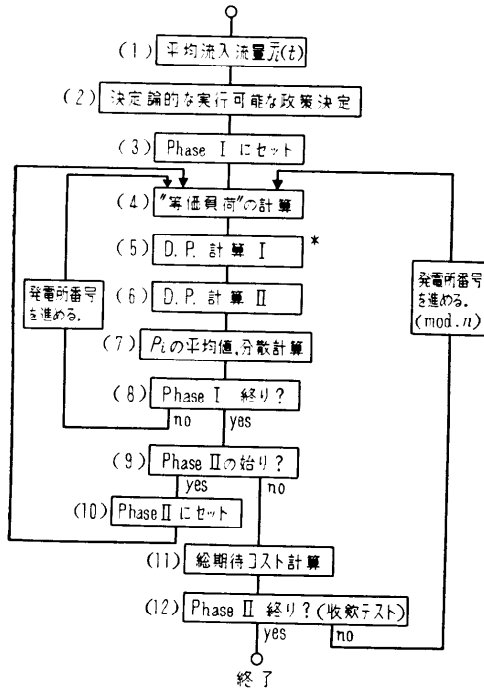 (1) 平均流入流量r̄i(t)
(2) 決定論的な実行可能な政策決定
(3) Phase I にセット
(4) "等価負荷"の計算
(5) D.P. 計算 I *
発電所番号
を進める.
(6) D.P. 計算 II
発電所番号
を進める.
(mod.n)
(7) Piの平均値,分散計算
(8) Phase I 終り?
no yes
(9) Phase IIの始り?
yes no
(10) Phase II にセット
(11) 総期待コスト計算
(12) Phase II 終り?(収斂テスト)
yes no
終了